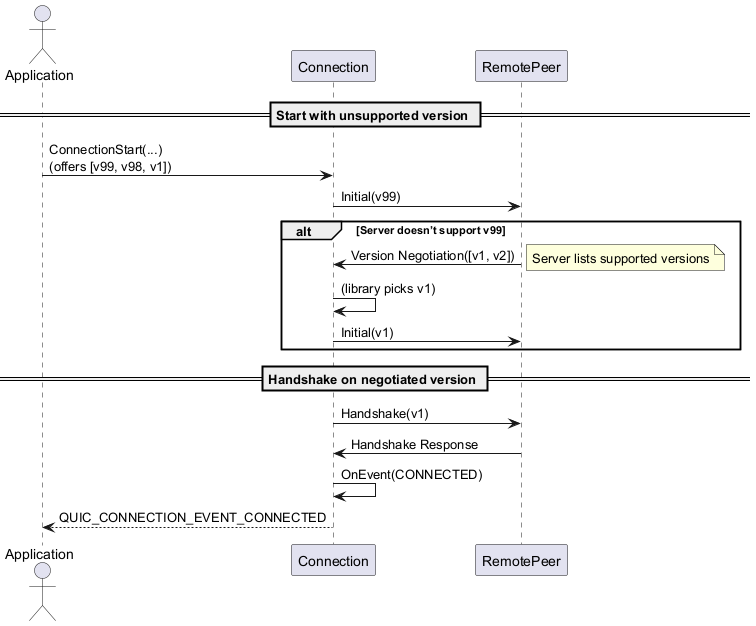 Application
Connection
RemotePeer
Start with unsupported version
ConnectionStart(...)
(offers [v99, v98, v1])
Initial(v99)
alt
[Server doesn't support v99]
Version Negotiation([v1, v2])
Server lists supported versions
(library picks v1)
Initial(v1)
Handshake on negotiated version
Handshake(v1)
Handshake Response
OnEvent(CONNECTED)
QUIC_CONNECTION_EVENT_CONNECTED
Application
Connection
RemotePeer